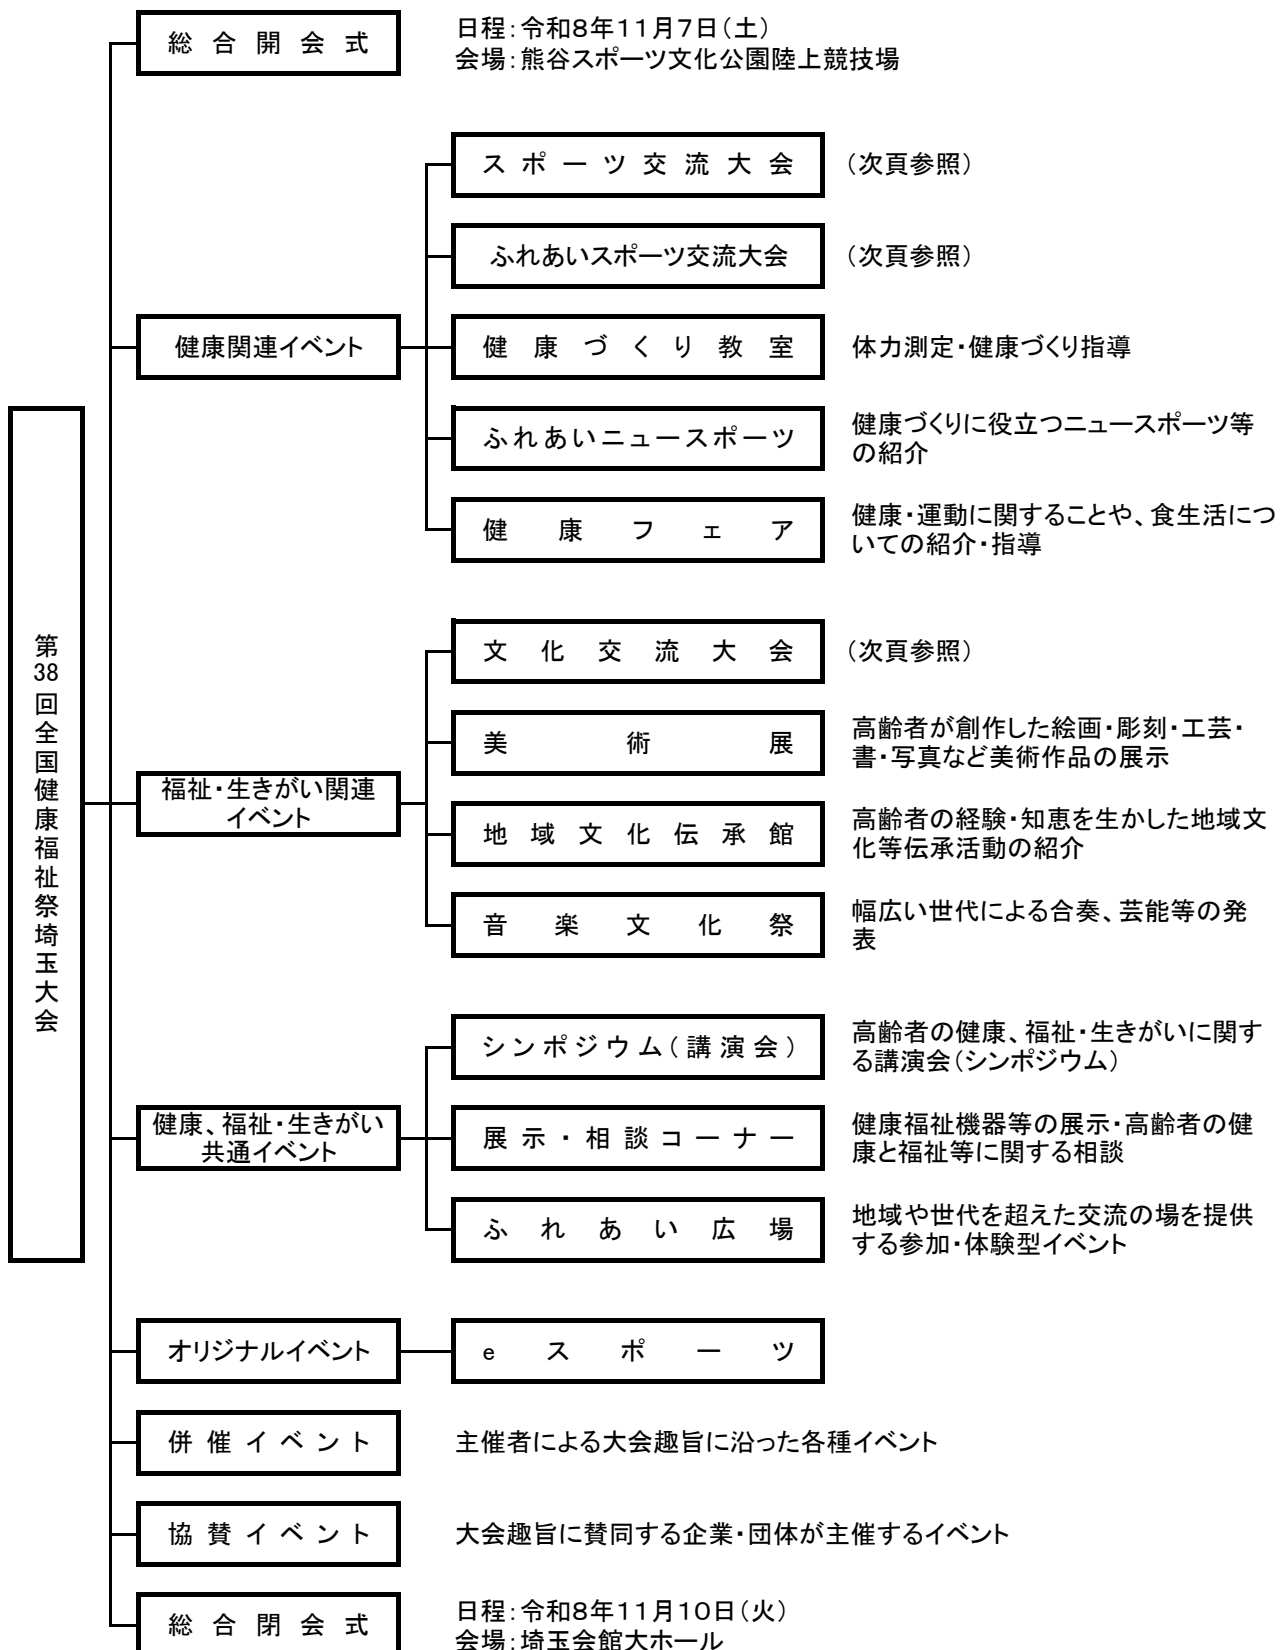 総合開会式
日程：令和8年11月7日（土）
会場：熊谷スポーツ文化公園陸上競技場
スポーツ交流大会
（次頁参照）
ふれあいスポーツ交流大会
（次頁参照）
健康関連イベント
健康づくり教室
体力測定・健康づくり指導
ふれあいニュースポーツ
健康づくりに役立つニュースポーツ等
の紹介
健康フェア
健康・運動に関することや、食生活につ
いての紹介・指導
第38回全国健康福祉祭埼玉大会
文化交流大会
（次頁参照）
美術展
高齢者が創作した絵画・彫刻・工芸・
書・写真など美術作品の展示
福祉・生きがい関連
イベント
地域文化伝承館
高齢者の経験・知恵を生かした地域文
化等伝承活動の紹介
音楽文化祭
幅広い世代による合奏、芸能等の発
表
シンポジウム（講演会）
高齢者の健康、福祉・生きがいに関す
る講演会（シンポジウム）
健康、福祉・生きがい
共通イベント
展示・相談コーナー
健康福祉機器等の展示・高齢者の健
康と福祉等に関する相談
ふれあい広場
地域や世代を超えた交流の場を提供
する参加・体験型イベント
オリジナルイベント
eスポーツ
併催イベント
主催者による大会趣旨に沿った各種イベント
協賛イベント
大会趣旨に賛同する企業・団体が主催するイベント
総合閉会式
日程：令和8年11月10日（火）
会場：埼玉会館大ホール